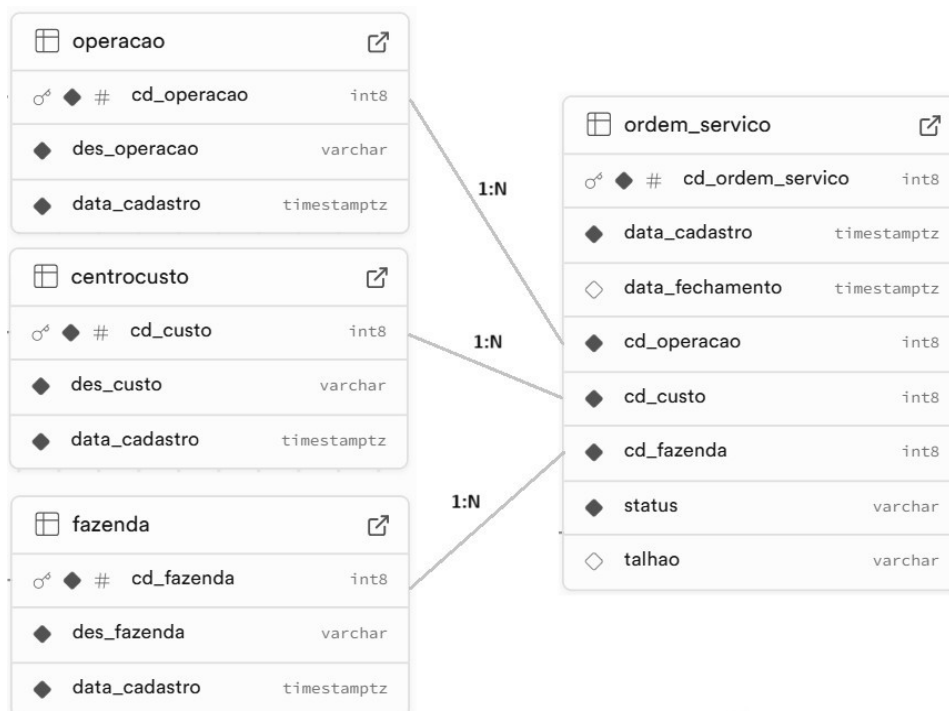 operacao
# cd_operacao int8
des_operacao varchar
data_cadastro timestamptz
centrocusto
# cd_custo int8
des_custo varchar
data_cadastro timestamptz
fazenda
# cd_fazenda int8
des_fazenda varchar
data_cadastro timestamptz
1:N
1:N
1:N
ordem_servico
# cd_ordem_servico int8
data_cadastro timestamptz
data_fechamento timestamptz
cd_operacao int8
cd_custo int8
cd_fazenda int8
status varchar
talhao varchar